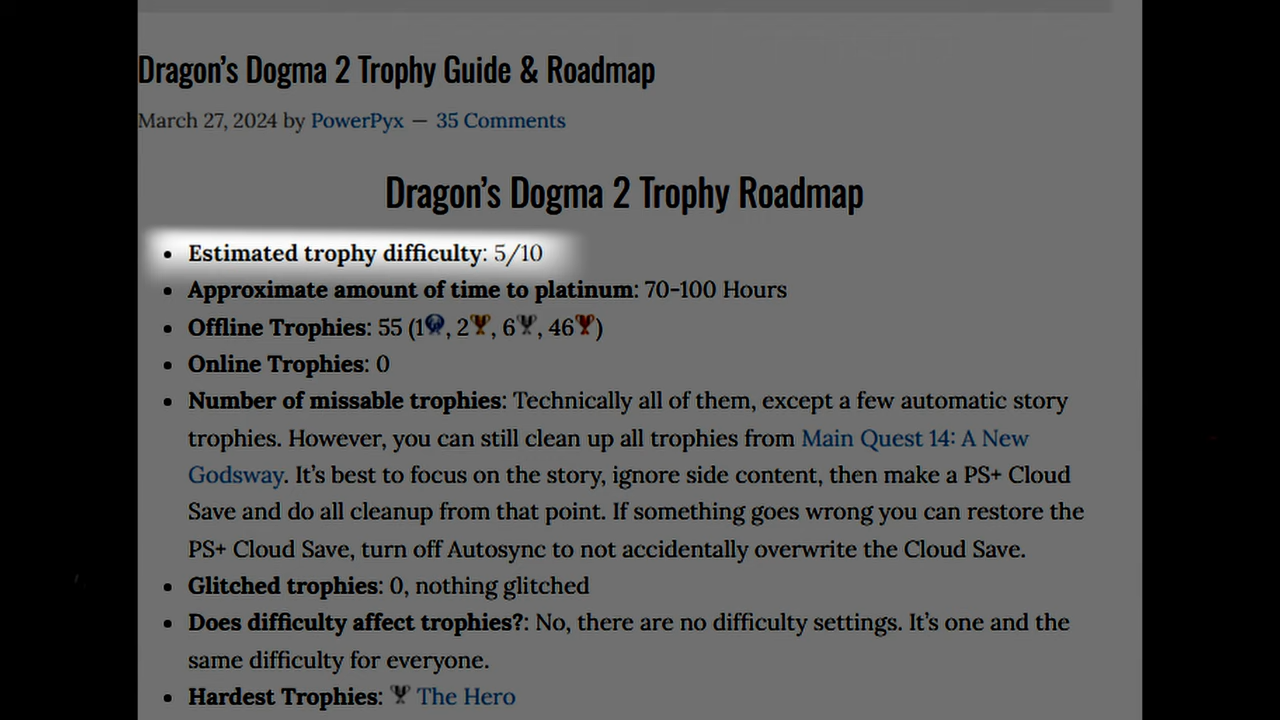 Dragon’s Dogma 2 Trophy Guide & Roadmap
March 27, 2024 by PowerPyx — 35 Comments
Dragon’s Dogma 2 Trophy Roadmap
• Estimated trophy difficulty: 5/10
• Approximate amount of time to platinum: 70-100 Hours
• Offline Trophies: 55 (1, 2, 6, 46)
• Online Trophies: 0
• Number of missable trophies: Technically all of them, except a few automatic story
trophies. However, you can still clean up all trophies from Main Quest 14: A New
Godsway. It’s best to focus on the story, ignore side content, then make a PS+ Cloud
Save and do all cleanup from that point. If something goes wrong you can restore the
PS+ Cloud Save, turn off Autosync to not accidentally overwrite the Cloud Save.
• Glitched trophies: 0, nothing glitched
• Does difficulty affect trophies?: No, there are no difficulty settings. It’s one and the
same difficulty for everyone.
• Hardest Trophies: The Hero